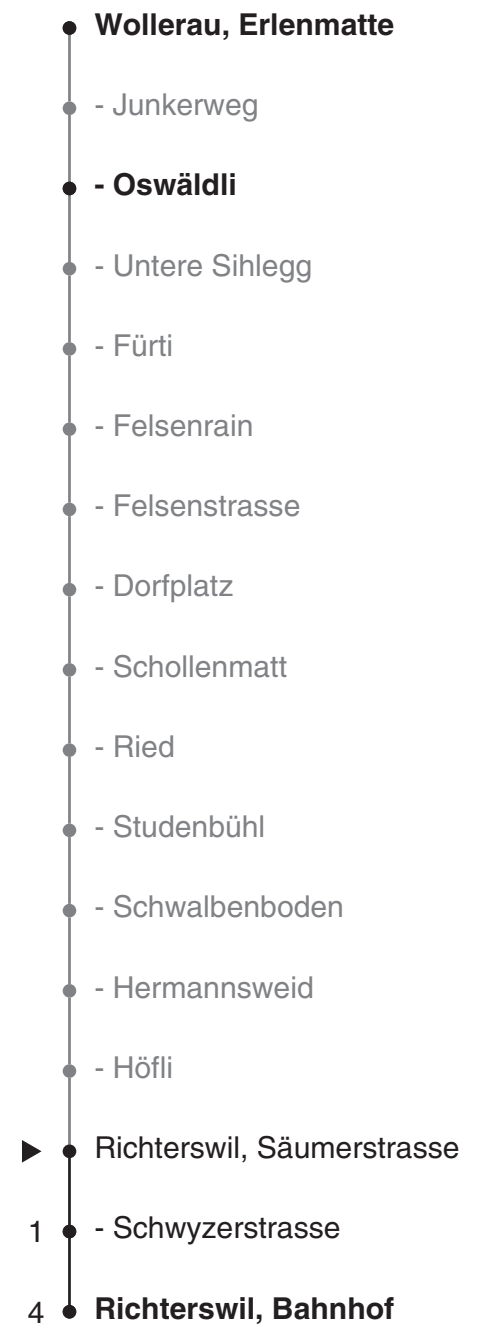 Wollerau, Erlenmatte
- Junkerweg
- Oswäldli
- Untere Sihlegg
- Fürti
- Felsenrain
- Felsenstrasse
- Dorfplatz
- Schollenmatt
- Ried
- Studenbühl
- Schwalbenboden
- Hermannsweid
- Höfli
Richterswil, Säumerstrasse
1 - Schwyzerstrasse
4 Richterswil, Bahnhof